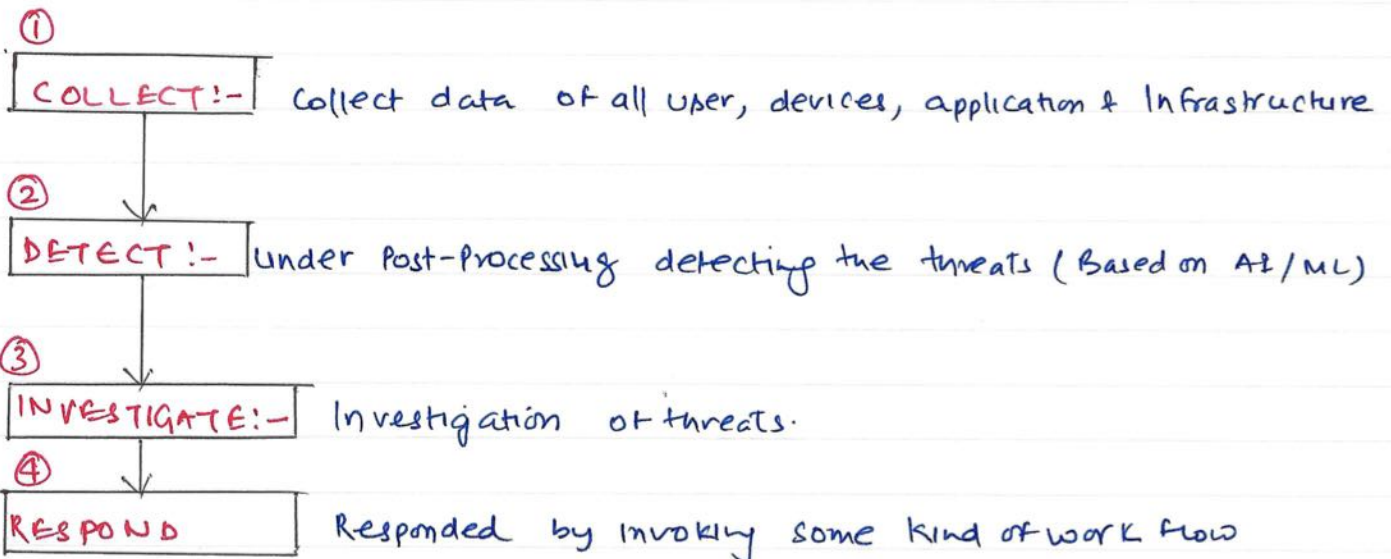 ①
COLLECT:- Collect data of all user, devices, application & Infrastructure
②
DETECT:- Under Post-Processing detecting the threats (Based on AI/ML)
③
INVESTIGATE:- Investigation of threats.
④
RESPOND Responded by invoking some kind of work flow